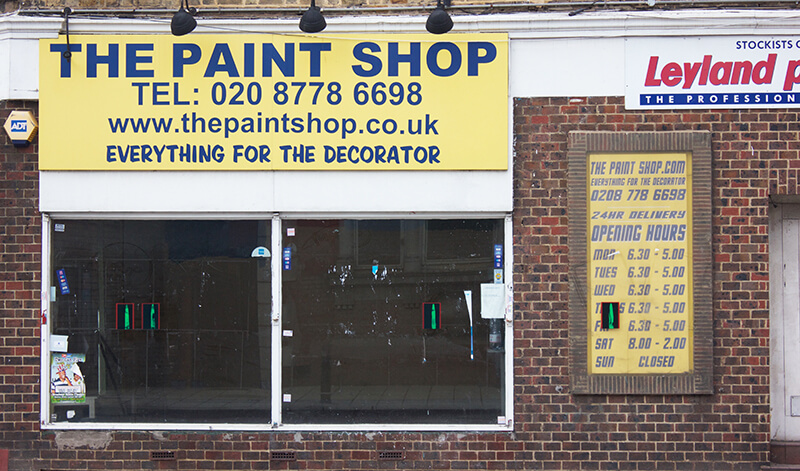 THE PAINT SHOP
TEL: 020 8778 6698
www.thepaintshop.co.uk
EVERYTHING FOR THE DECORATOR
ADT
STOCKISTS
Leyland
THE PROFESSION
THE PAINT SHOP.COM
EVERYTHING FOR THE DECORATOR
0208 778 6698
24HR DELIVERY
OPENING HOURS
MON 6.30 - 5.00
TUES 6.30 - 5.00
WED 6.30 - 5.00
6.30 - 5.00
6.30 - 5.00
SAT 8.00 - 2.00
SUN CLOSED